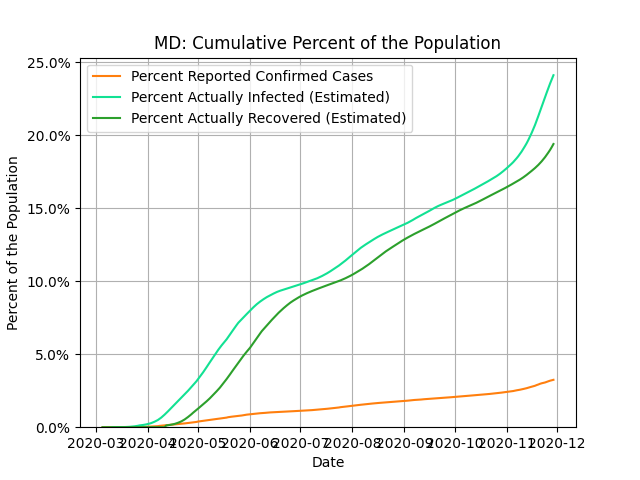 MD: Cumulative Percent of the Population
Percent Reported Confirmed Cases
Percent Actually Infected (Estimated)
Percent Actually Recovered (Estimated)
Percent of the Population
25.0%
20.0%
15.0%
10.0%
5.0%
0.0%
2020-03 2020-04 2020-05 2020-06 2020-07 2020-08 2020-09 2020-10 2020-11 2020-12
Date